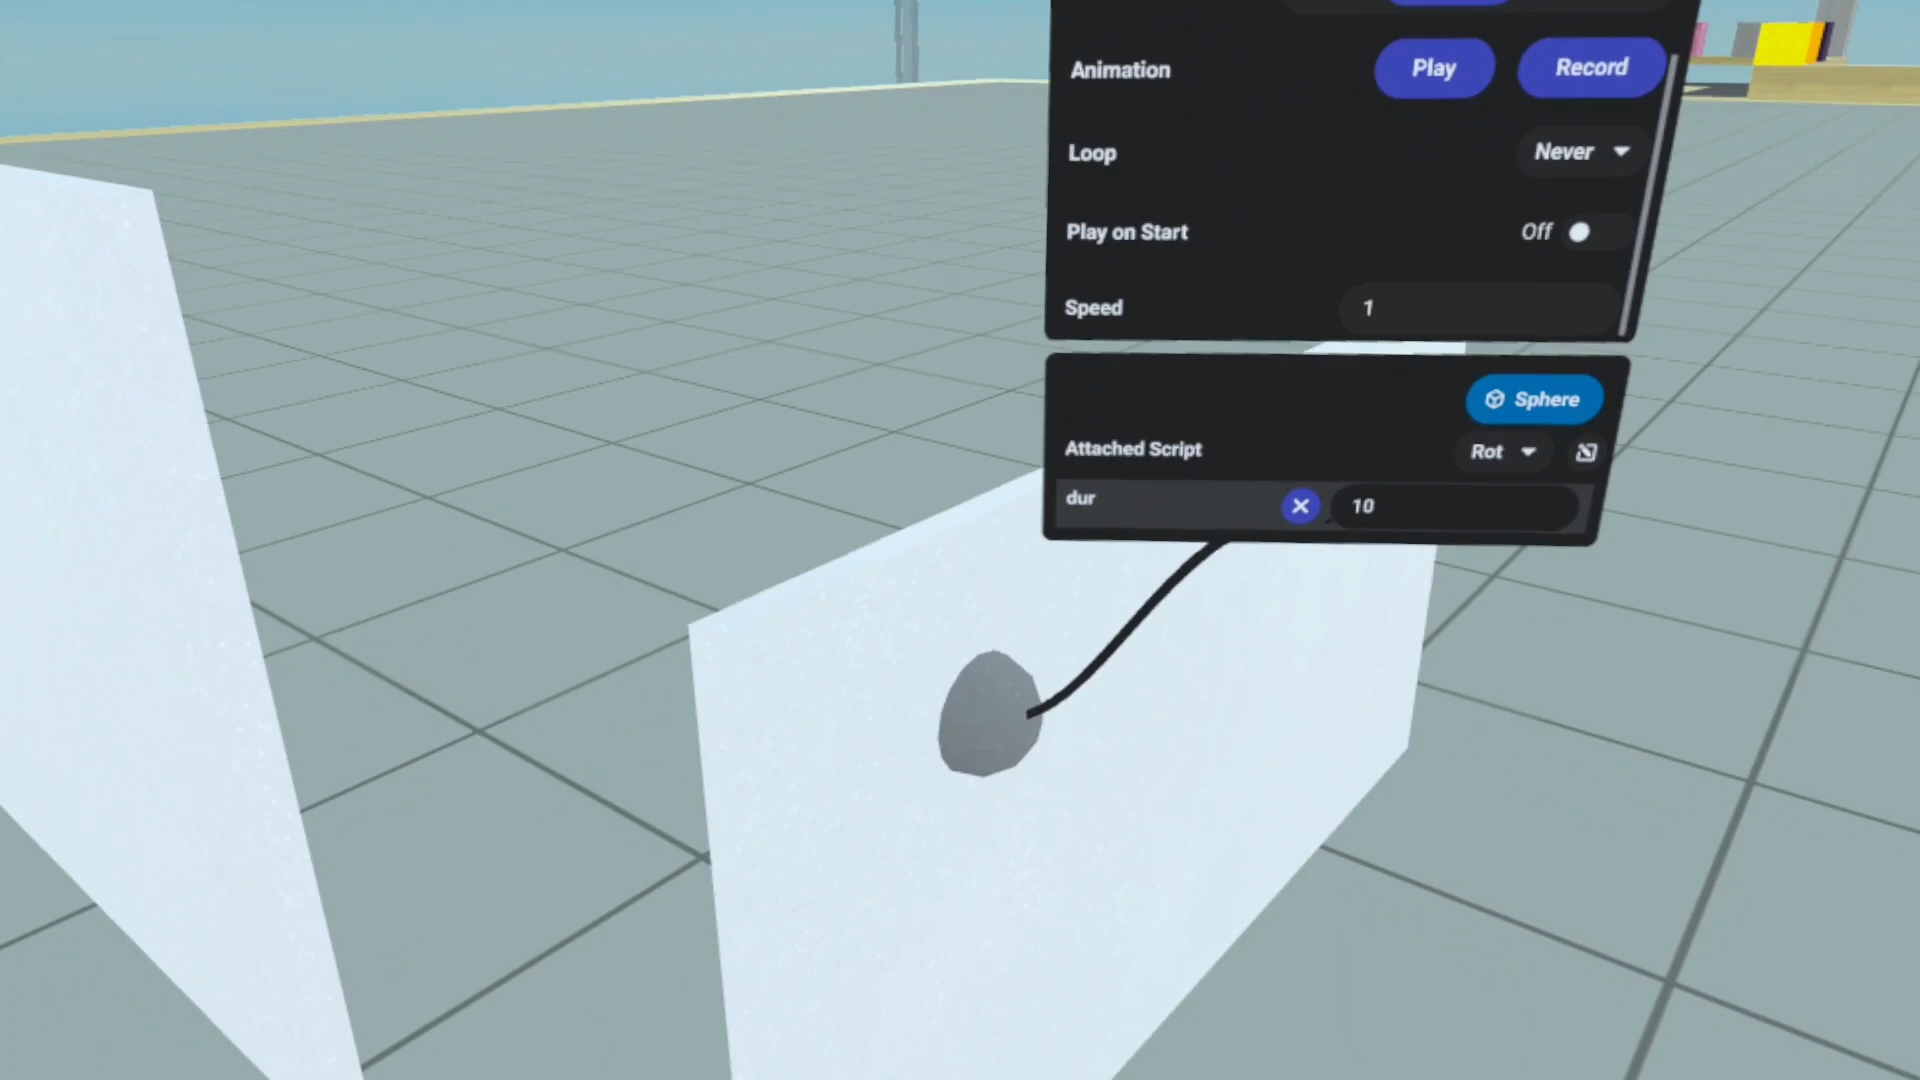 Animation Play Record
Loop Never
Play on Start Off
Speed 1
Sphere
Attached Script Rot
dur 10